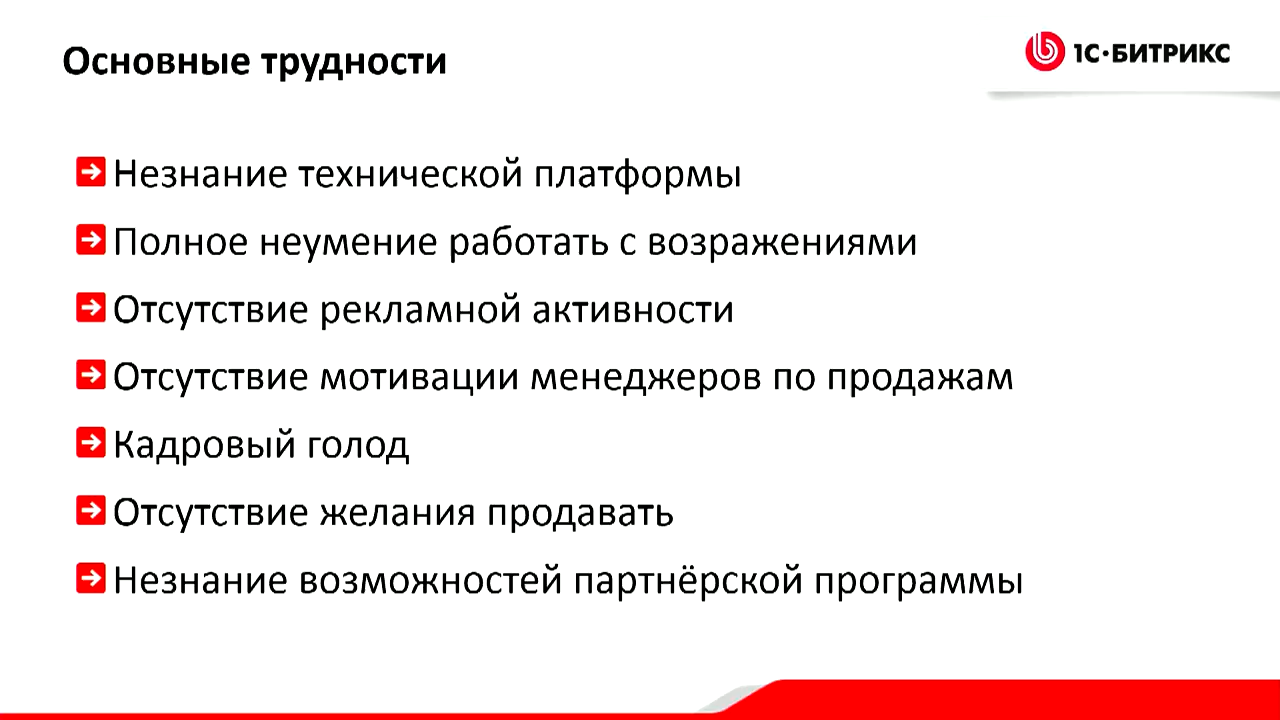 Основные трудности
1С·БИТРИКС
Незнание технической платформы
Полное неумение работать с возражениями
Отсутствие рекламной активности
Отсутствие мотивации менеджеров по продажам
Кадровый голод
Отсутствие желания продавать
Незнание возможностей партнёрской программы